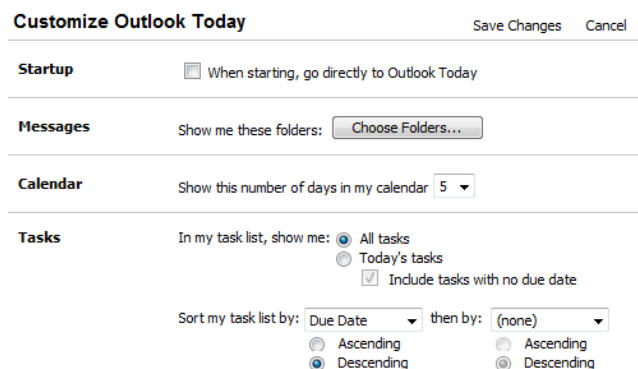 Customize Outlook Today Save Changes Cancel
Startup When starting, go directly to Outlook Today
Messages Show me these folders: Choose Folders...
Calendar Show this number of days in my calendar 5
Tasks In my task list, show me: All tasks
Today's tasks
Include tasks with no due date
Sort my task list by: Due Date then by: (none)
Ascending Ascending
Descending Descending